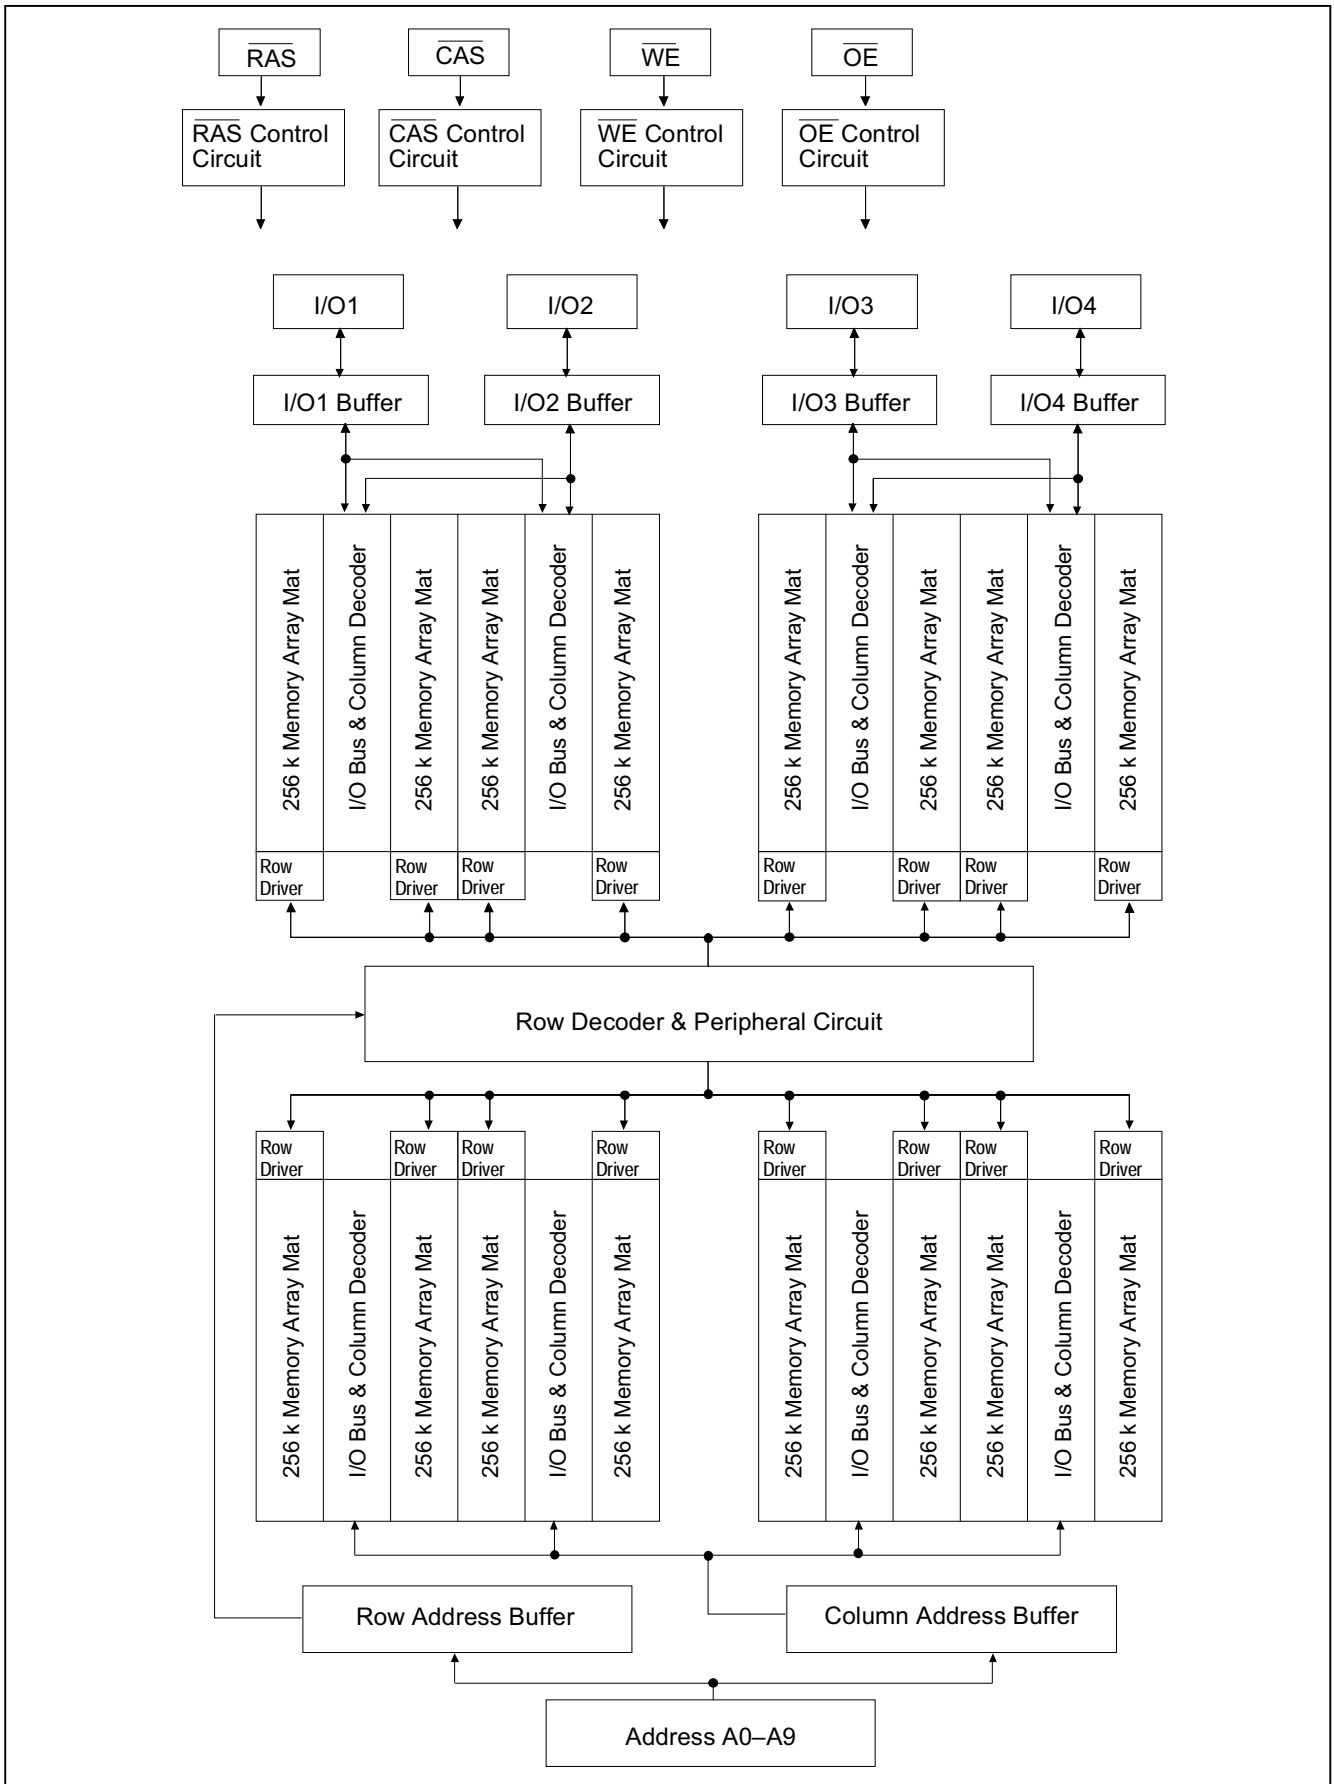 R̅A̅S̅
C̅A̅S̅
W̅E̅
O̅E̅
R̅A̅S̅ Control
Circuit
C̅A̅S̅ Control
Circuit
W̅E̅ Control
Circuit
O̅E̅ Control
Circuit
I/O1
I/O2
I/O3
I/O4
I/O1 Buffer
I/O2 Buffer
I/O3 Buffer
I/O4 Buffer
256 k Memory Array Mat
I/O Bus & Column Decoder
256 k Memory Array Mat
256 k Memory Array Mat
I/O Bus & Column Decoder
256 k Memory Array Mat
256 k Memory Array Mat
I/O Bus & Column Decoder
256 k Memory Array Mat
256 k Memory Array Mat
I/O Bus & Column Decoder
256 k Memory Array Mat
Row
Driver
Row
Driver
Row
Driver
Row
Driver
Row
Driver
Row
Driver
Row
Driver
Row
Driver
Row Decoder & Peripheral Circuit
Row
Driver
Row
Driver
Row
Driver
Row
Driver
Row
Driver
Row
Driver
Row
Driver
Row
Driver
256 k Memory Array Mat
I/O Bus & Column Decoder
256 k Memory Array Mat
256 k Memory Array Mat
I/O Bus & Column Decoder
256 k Memory Array Mat
256 k Memory Array Mat
I/O Bus & Column Decoder
256 k Memory Array Mat
256 k Memory Array Mat
I/O Bus & Column Decoder
256 k Memory Array Mat
Row Address Buffer
Column Address Buffer
Address A0–A9